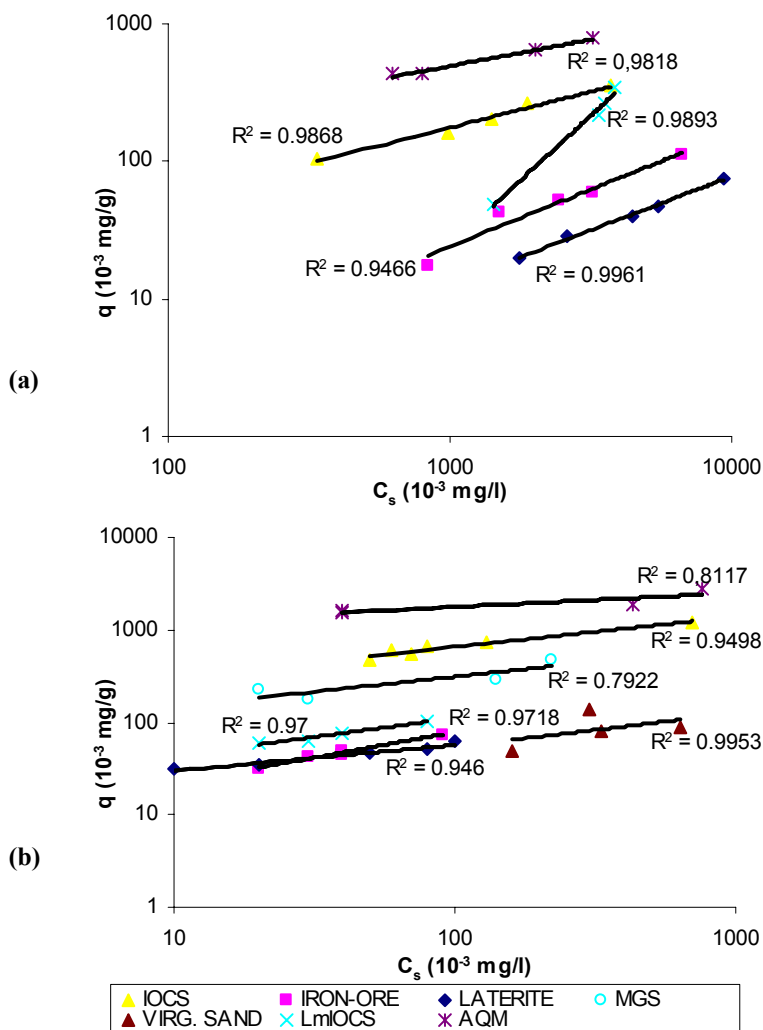 (a)
1000
100
10
1
q (10⁻³ mg/g)
R² = 0,9818
R² = 0.9868
R² = 0.9893
R² = 0.9466
R² = 0.9961
100
1000
10000
Cₛ (10⁻³ mg/l)
(b)
10000
1000
100
10
1
q (10⁻³ mg/g)
R² = 0,8117
R² = 0.9498
R² = 0.7922
R² = 0.97
R² = 0.9718
R² = 0.9953
R² = 0.946
10
100
1000
Cₛ (10⁻³ mg/l)
IOCS IRON-ORE LATERITE MGS
VIRG. SAND LmIOCS AQM